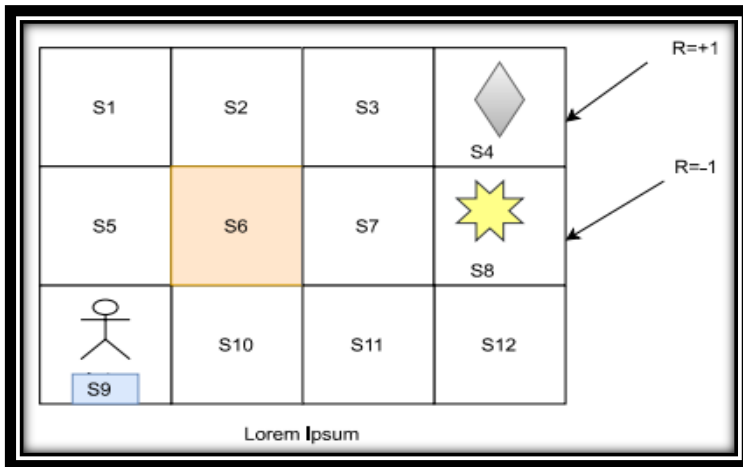 R=+1
S1 S2 S3
S4
R=-1
S5 S6 S7
S8
S10 S11 S12
S9
Lorem Ipsum